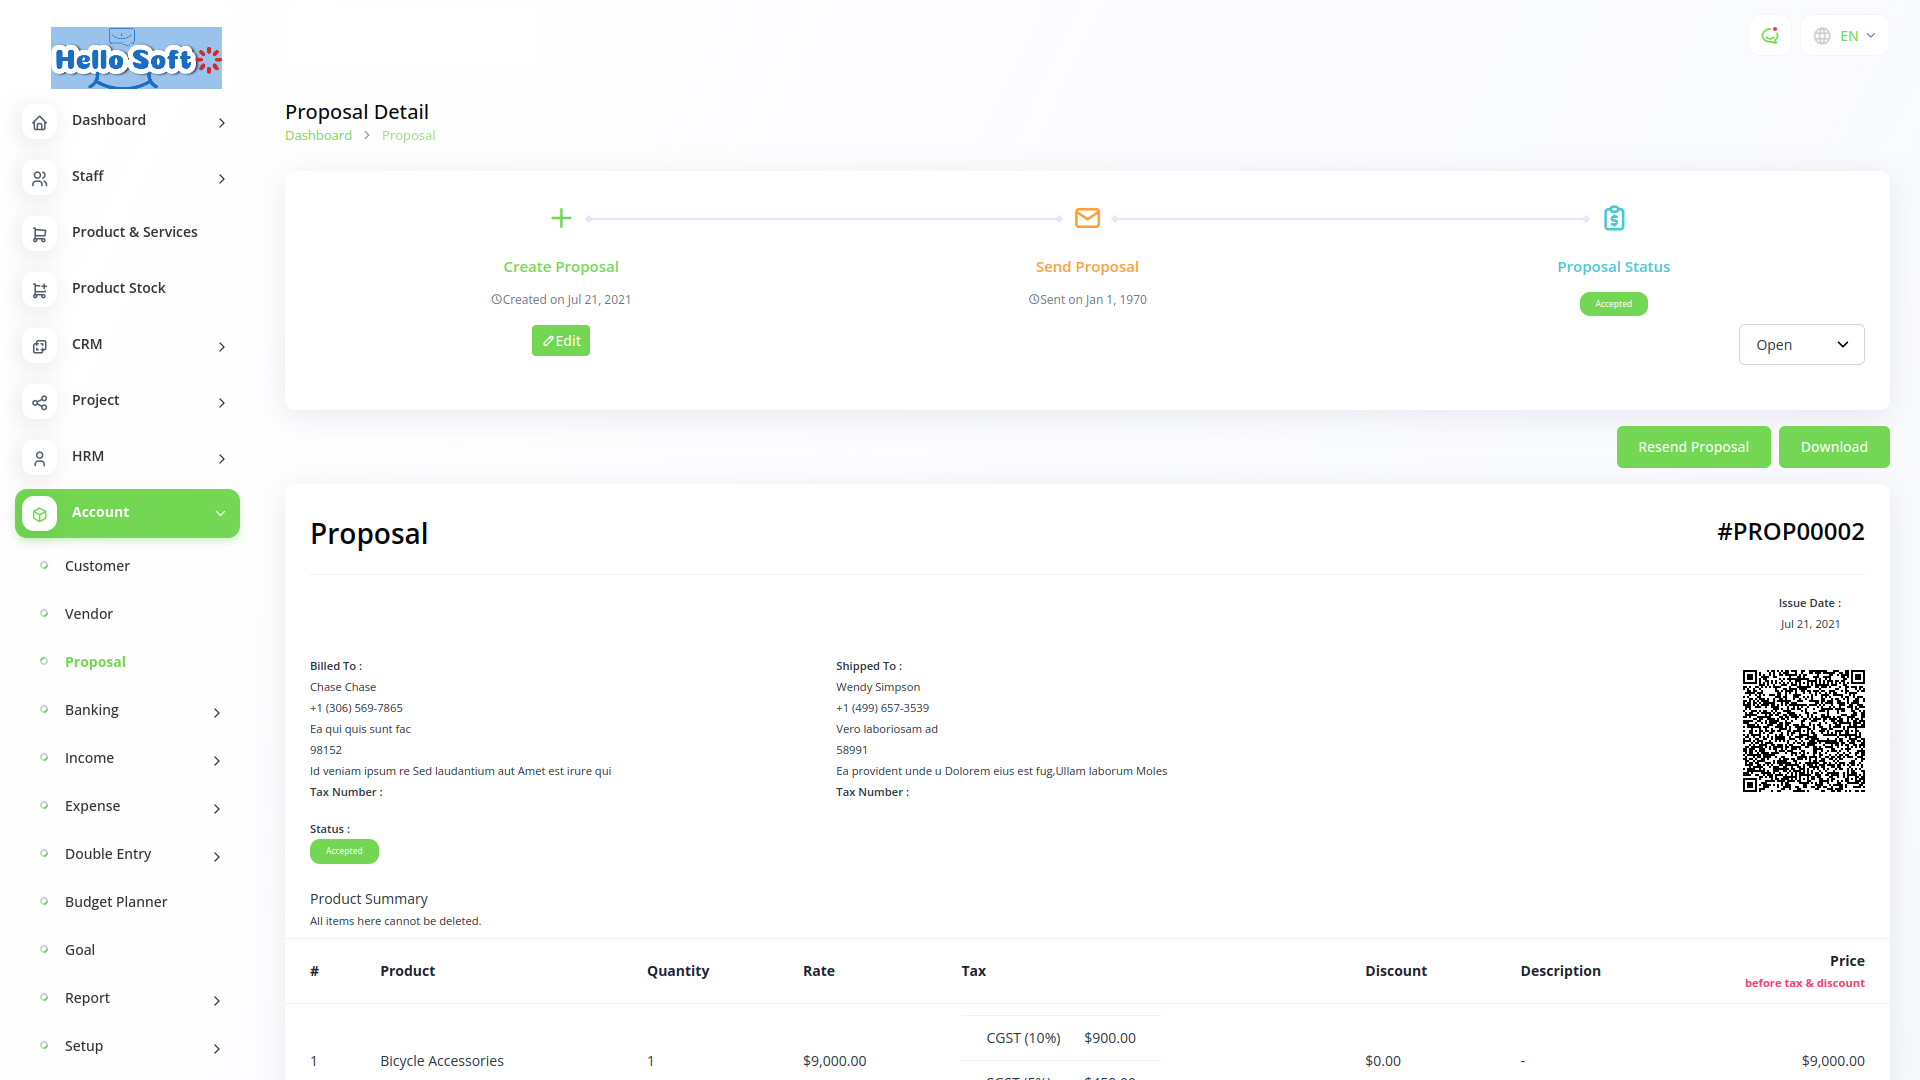 Hello Soft
EN
Dashboard
Staff
Product & Services
Product Stock
CRM
Project
HRM
Account
Customer
Vendor
Proposal
Banking
Income
Expense
Double Entry
Budget Planner
Goal
Report
Setup
Proposal Detail
Dashboard
Proposal
Create Proposal
Created on Jul 21, 2021
Edit
Send Proposal
Sent on Jan 1, 1970
Proposal Status
Accepted
Open
Resend Proposal
Download
Proposal
#PROP00002
Issue Date :
Jul 21, 2021
Billed To :
Chase Chase
+1 (306) 569-7865
Ea qui quis sunt fac
98152
Id veniam ipsum re Sed laudantium aut Amet est irure qui
Tax Number :
Shipped To :
Wendy Simpson
+1 (499) 657-3539
Vero laboriosam ad
58991
Ea provident unde u Dolorem eius est fug,Ullam laborum Moles
Tax Number :
Status :
Accepted
Product Summary
All items here cannot be deleted.
# Product Quantity Rate Tax Discount Description Price
before tax & discount
CGST (10%) $900.00
1 Bicycle Accessories 1 $9,000.00 $0.00 - $9,000.00
SGST (5%) $450.00